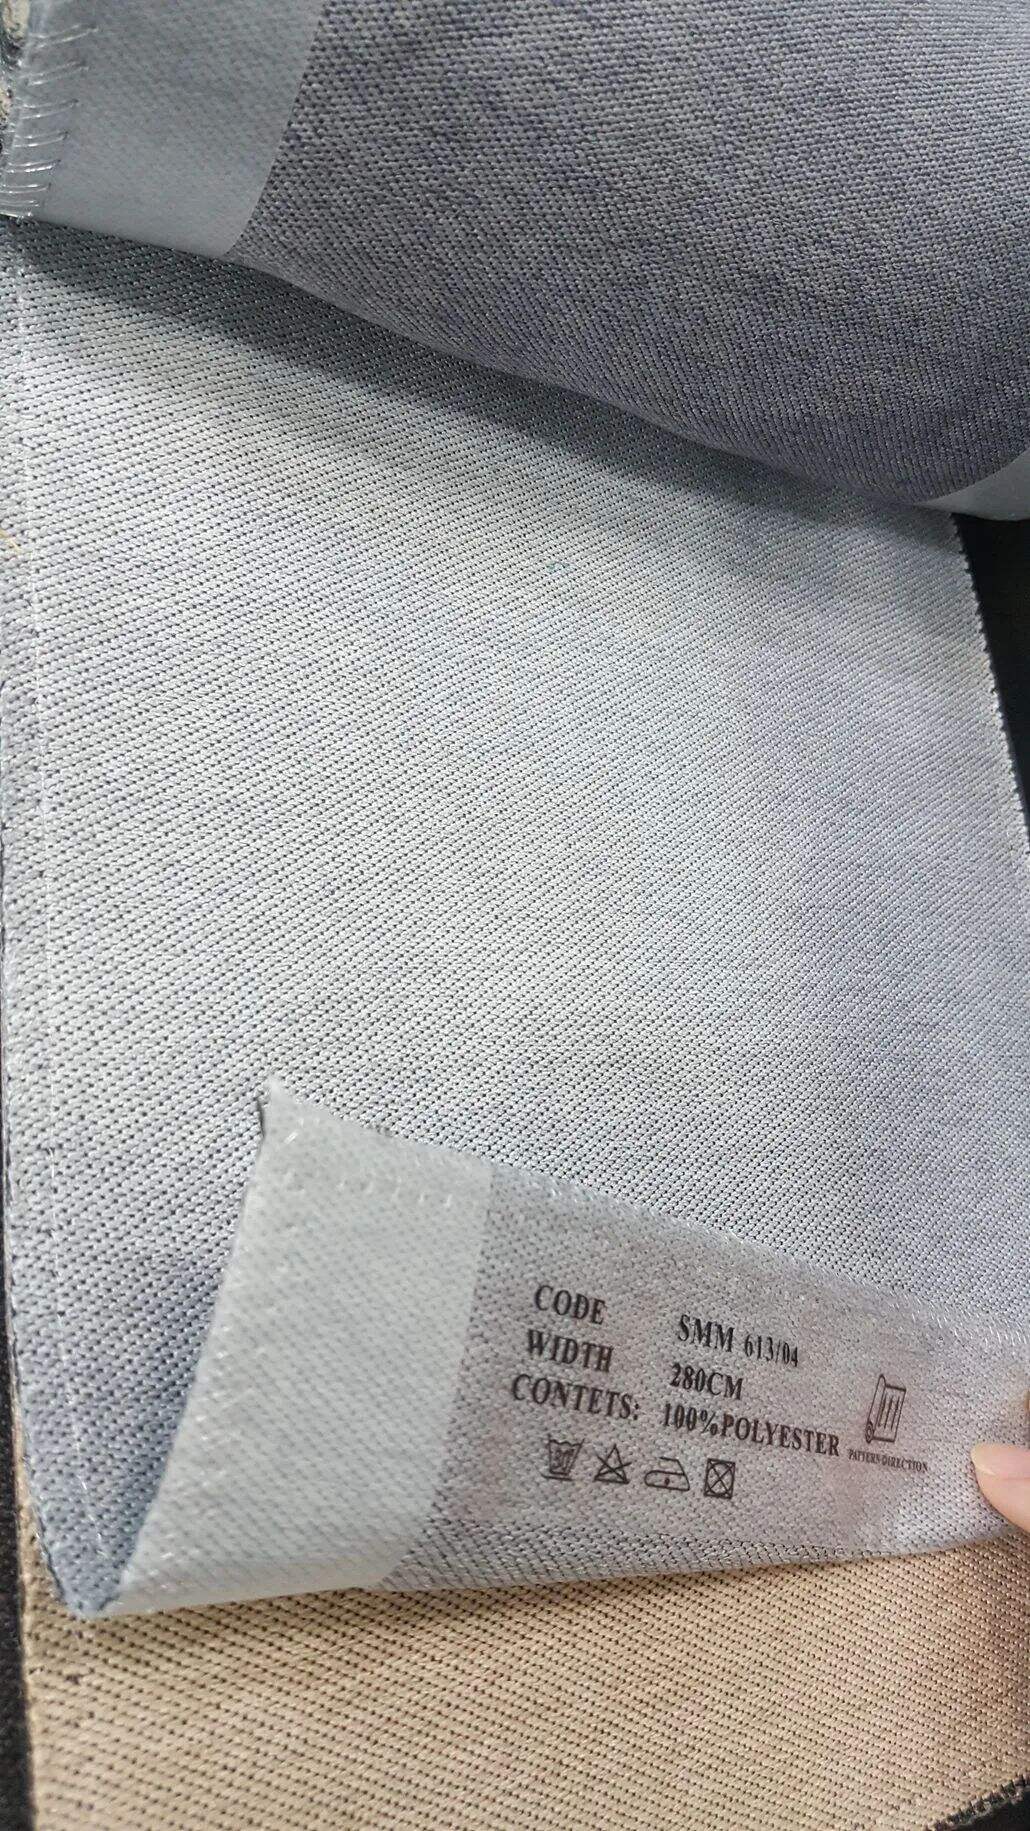 CODE SMM 613/04
WIDTH 280CM
CONTETS: 100%POLYESTER
PATTERN DIRECTION